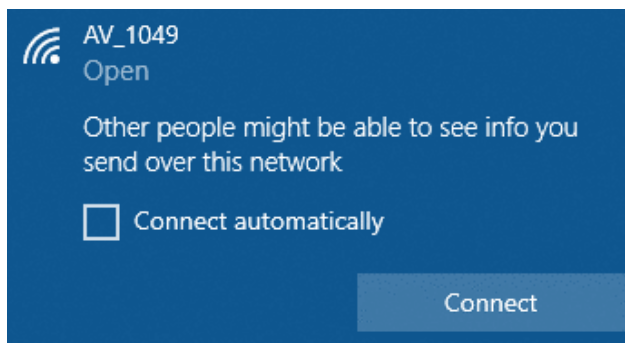 AV_1049
Open
Other people might be able to see info you
send over this network
Connect automatically
Connect